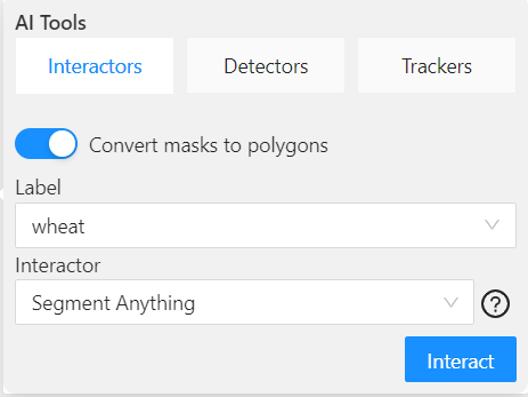 AI Tools
Interactors Detectors Trackers
Convert masks to polygons
Label
wheat
Interactor
Segment Anything ?
Interact